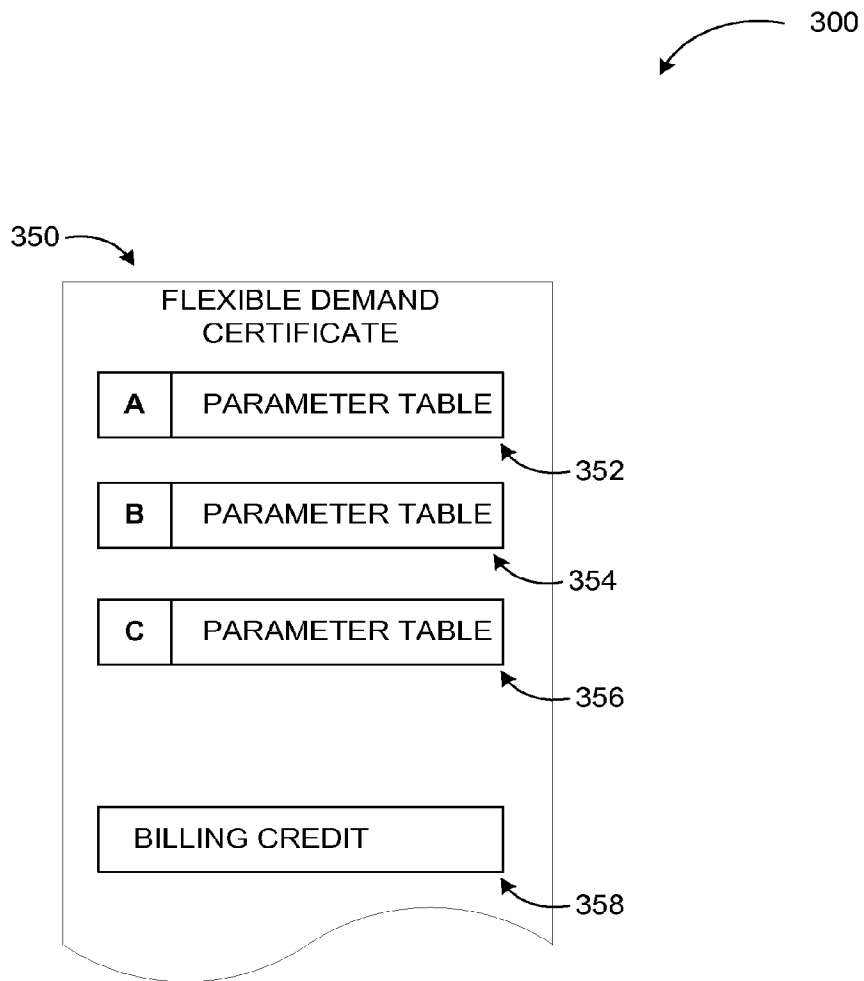 300
350
FLEXIBLE DEMAND
CERTIFICATE
A PARAMETER TABLE
352
B PARAMETER TABLE
354
C PARAMETER TABLE
356
BILLING CREDIT
358